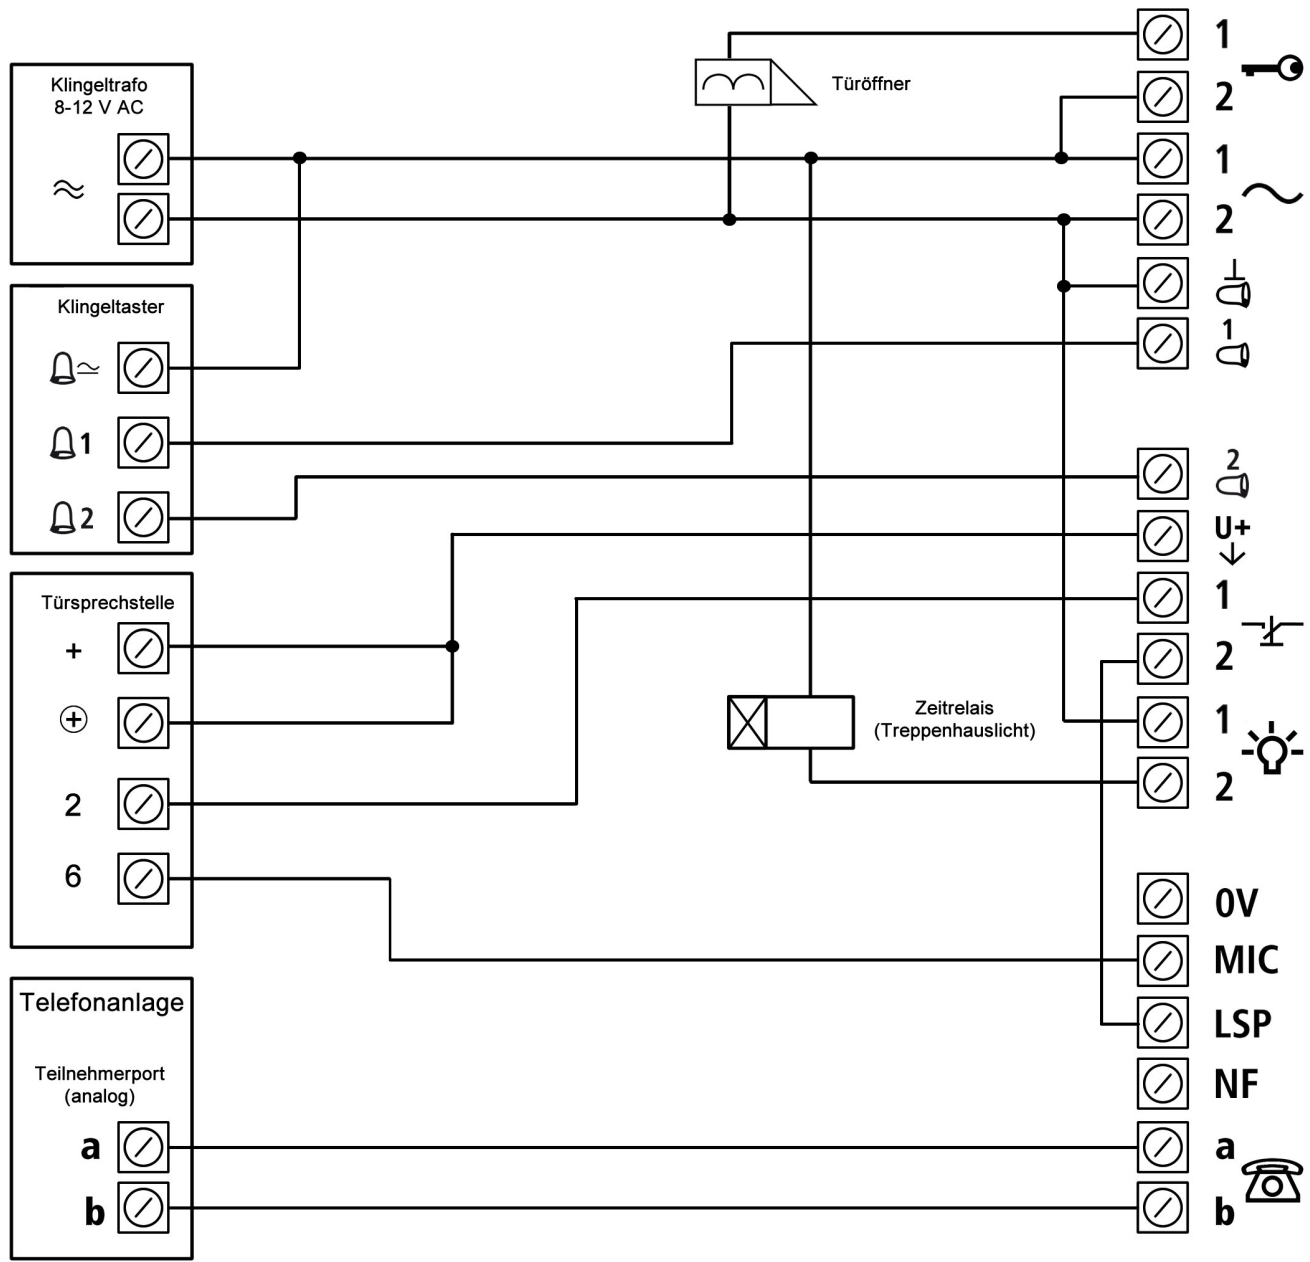 Klingeltrafo
8-12 V AC
Klingeltaster
1
2
Türsprechstelle
+
+
2
6
Telefonanlage
Teilnehmerport
(analog)
a
b
Türöffner
Zeitrelais
(Treppenhauslicht)
1
2
1
2
1
2
U+
1
2
1
2
0V
MIC
LSP
NF
a
b